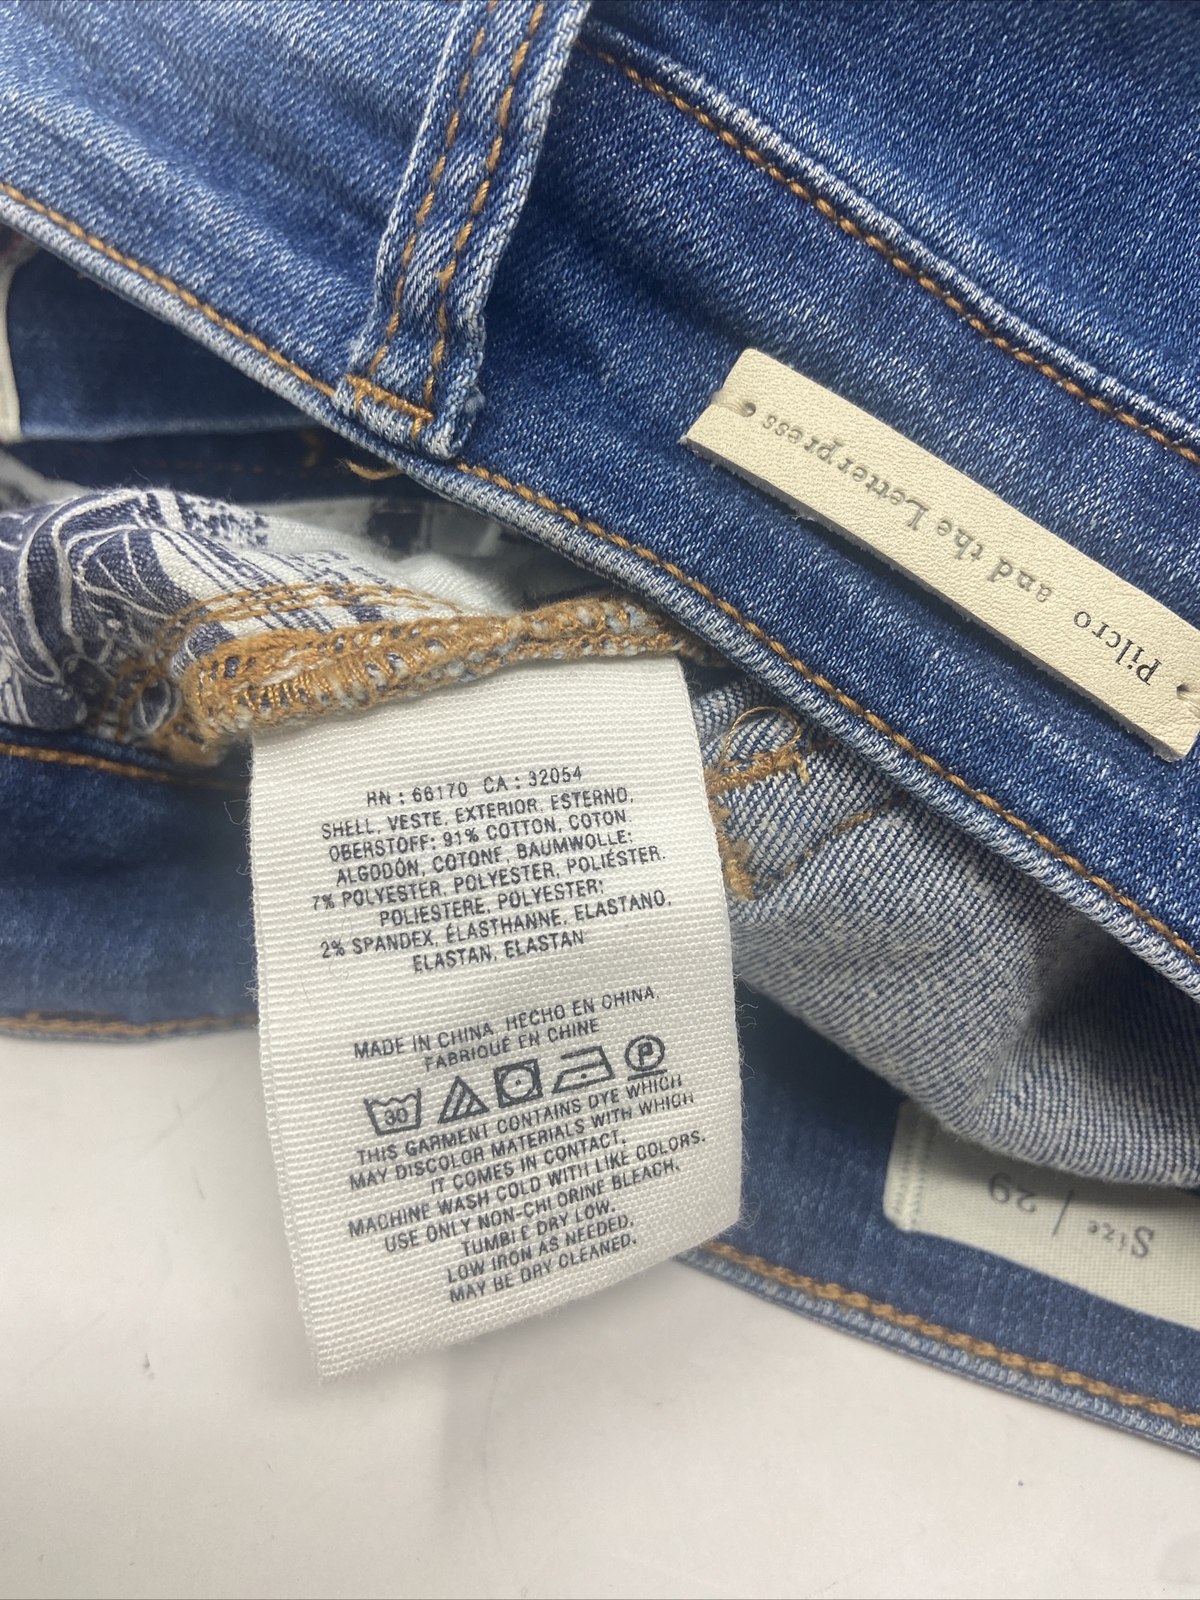 Pilcro and the Letterpress
RN : 66170 CA : 32054
SHELL, VESTE, EXTERIOR, ESTERNO,
OBERSTOFF: 91% COTTON, COTON,
ALGODÓN, COTONE, BAUMWOLLE;
7% POLYESTER, POLYESTER, POLIÉSTER,
POLIESTERE, POLYESTER;
2% SPANDEX, ÉLASTHANNE, ELASTANO,
ELASTAN, ELASTAN
MADE IN CHINA, HECHO EN CHINA,
FABRIQUÉ EN CHINE
30 P
THIS GARMENT CONTAINS DYE WHICH
MAY DISCOLOR MATERIALS WITH WHICH
IT COMES IN CONTACT.
MACHINE WASH COLD WITH LIKE COLORS.
USE ONLY NON-CHLORINE BLEACH.
TUMBLE DRY LOW.
LOW IRON AS NEEDED.
MAY BE DRY CLEANED.
Size / 29